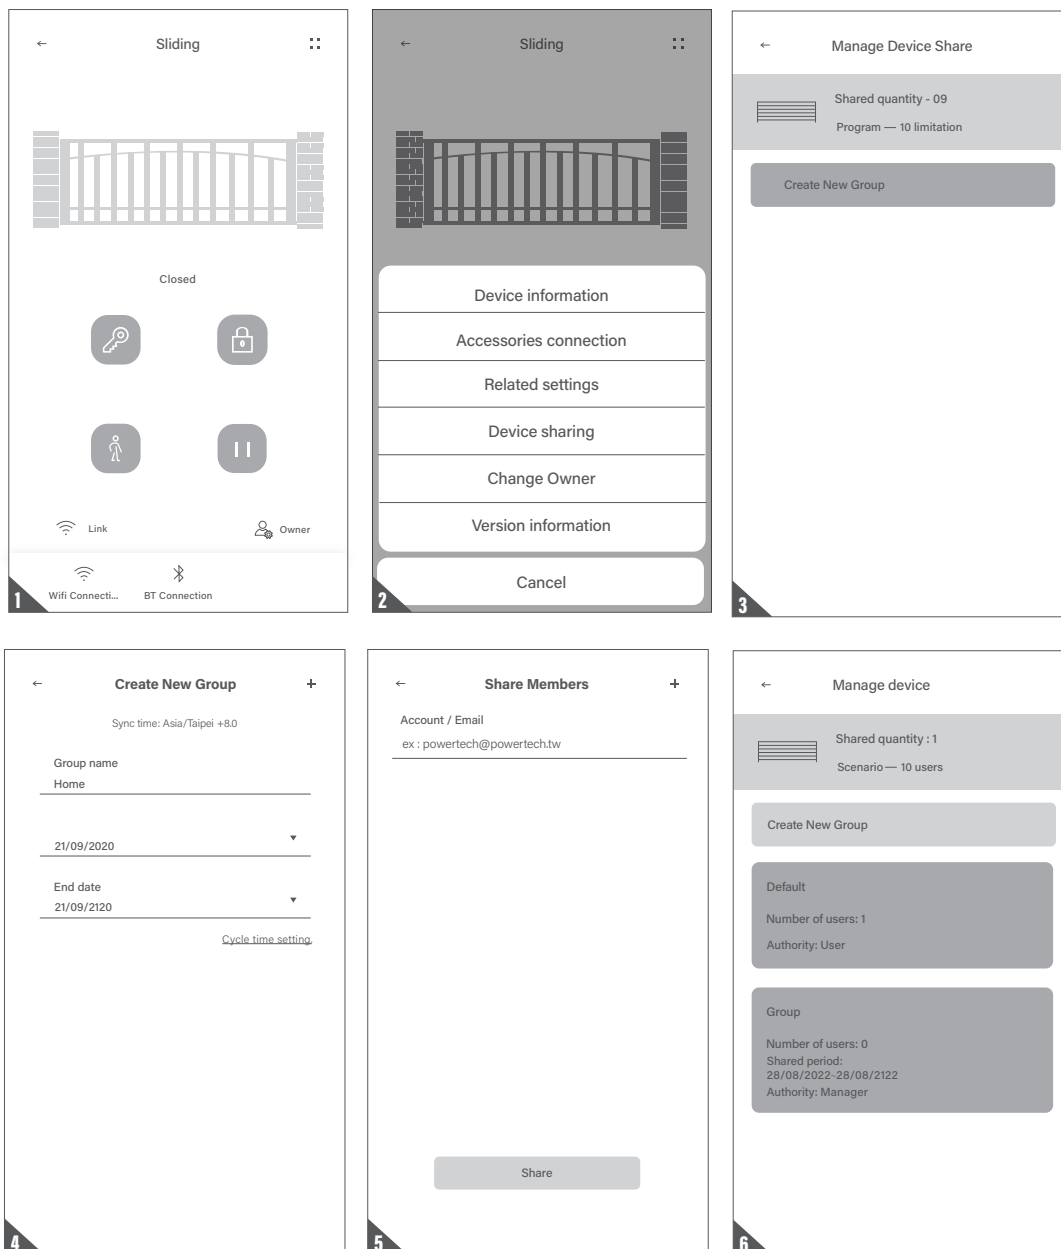 Sliding
Closed
Link
Owner
Wifi Connecti...
BT Connection
1
Sliding
Device information
Accessories connection
Related settings
Device sharing
Change Owner
Version information
Cancel
2
Manage Device Share
Shared quantity - 09
Program — 10 limitation
Create New Group
3
Create New Group
Sync time: Asia/Taipei +8.0
Group name
Home
21/09/2020
End date
21/09/2120
Cycle time setting
4
Share Members
Account / Email
ex : powertech@powertech.tw
Share
5
Manage device
Shared quantity : 1
Scenario — 10 users
Create New Group
Default
Number of users: 1
Authority: User
Group
Number of users: 0
Shared period:
28/08/2022~28/08/2122
Authority: Manager
6